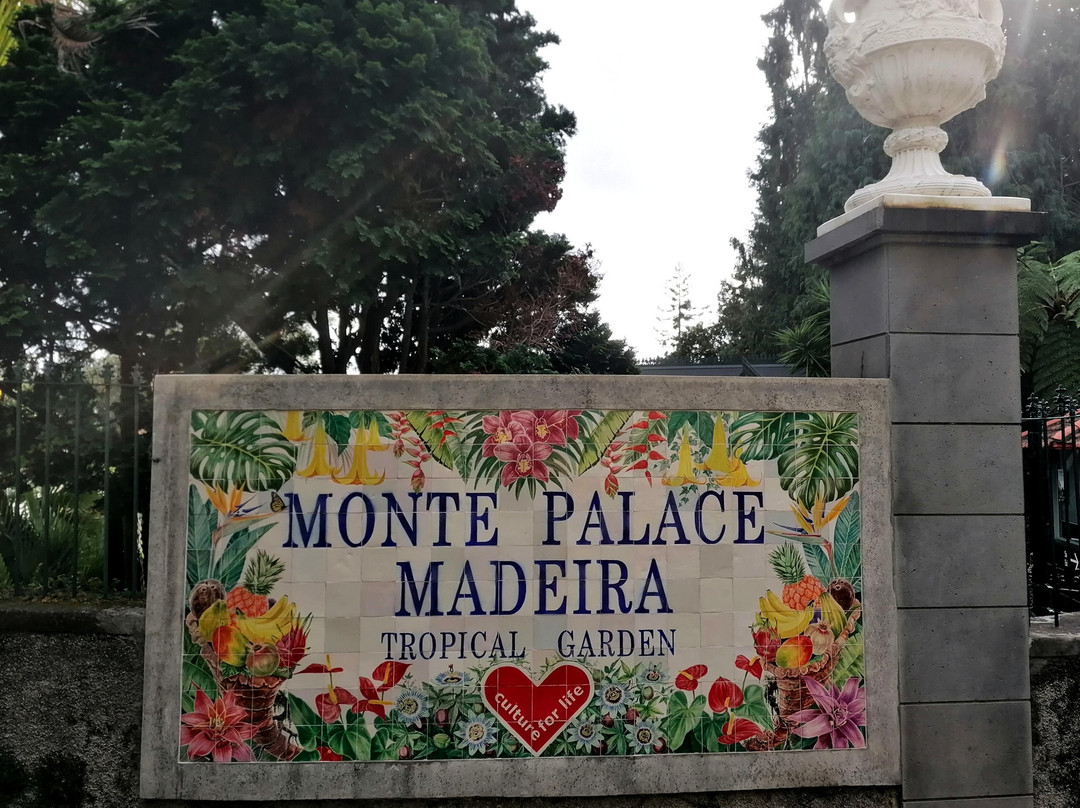 MONTE PALACE
MADEIRA
TROPICAL GARDEN
culture for life